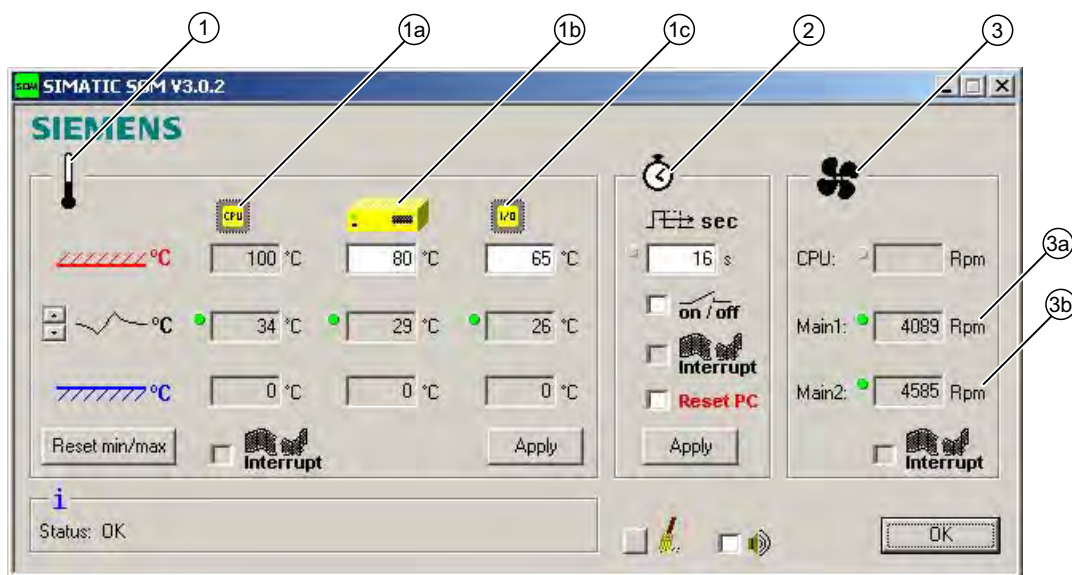 1 1a 1b 1c 2 3
SOM SIMATIC SOM V3.0.2
SIEMENS
CPU I/O
sec
°C 100 °C 80 °C 65 °C
16 s
CPU: Rpm
3a
on / off
°C 34 °C 29 °C 26 °C
Main1: 4089 Rpm
3b
Interrupt
°C 0 °C 0 °C 0 °C
Reset PC
Main2: 4585 Rpm
Reset min/max Interrupt Apply
Apply
Interrupt
i
Status: OK
OK